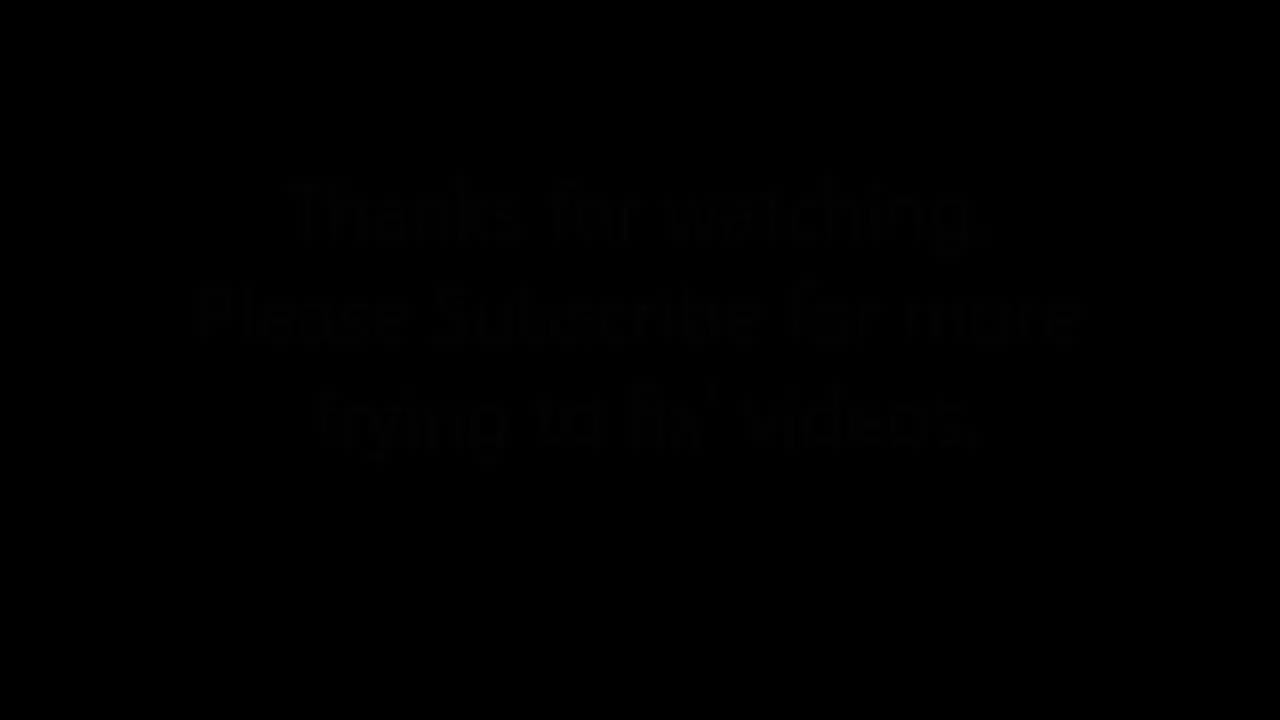 Thanks for watching.
Please Subscribe for more
trying to fix' videos.